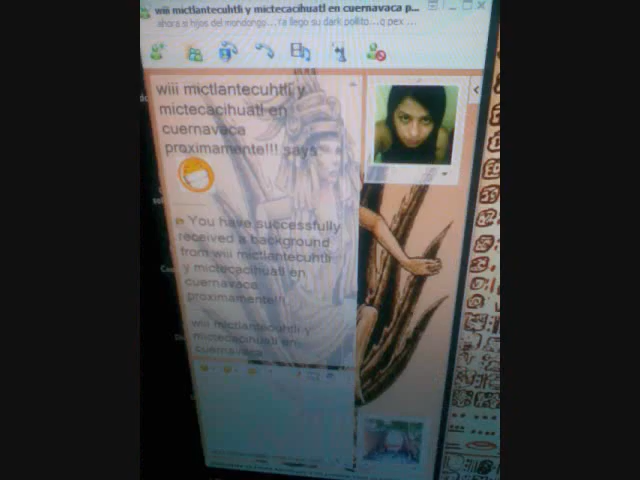 wiii mictlantecuhtli y mictecacihuatl en cuernavaca p...
ahora si hijos del mondongo...ra llego su dark pollito...q pex ...
wiii mictlantecuhtli y
mictecacihuatl en
cuernavaca
proximamente!!! says
You have successfully
received a background
from wiii mictlantecuhtli
y mictecacihuatl en
cuernavaca
proximamente!!!.
wiii mictlantecuhtli y
mictecacihuatl en
cuernavaca